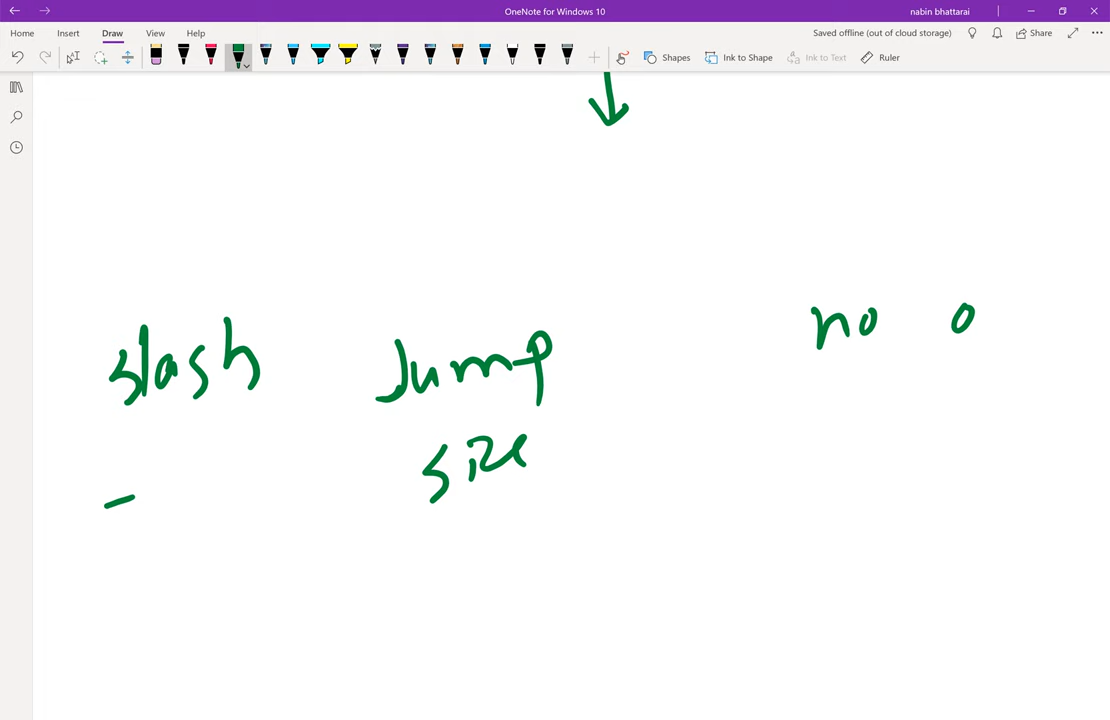 OneNote for Windows 10
nabin bhattarai
Home Insert Draw View Help
Saved offline (out of cloud storage)
Share
Shapes
Ink to Shape
Ink to Text
Ruler
slash Jump no o
size